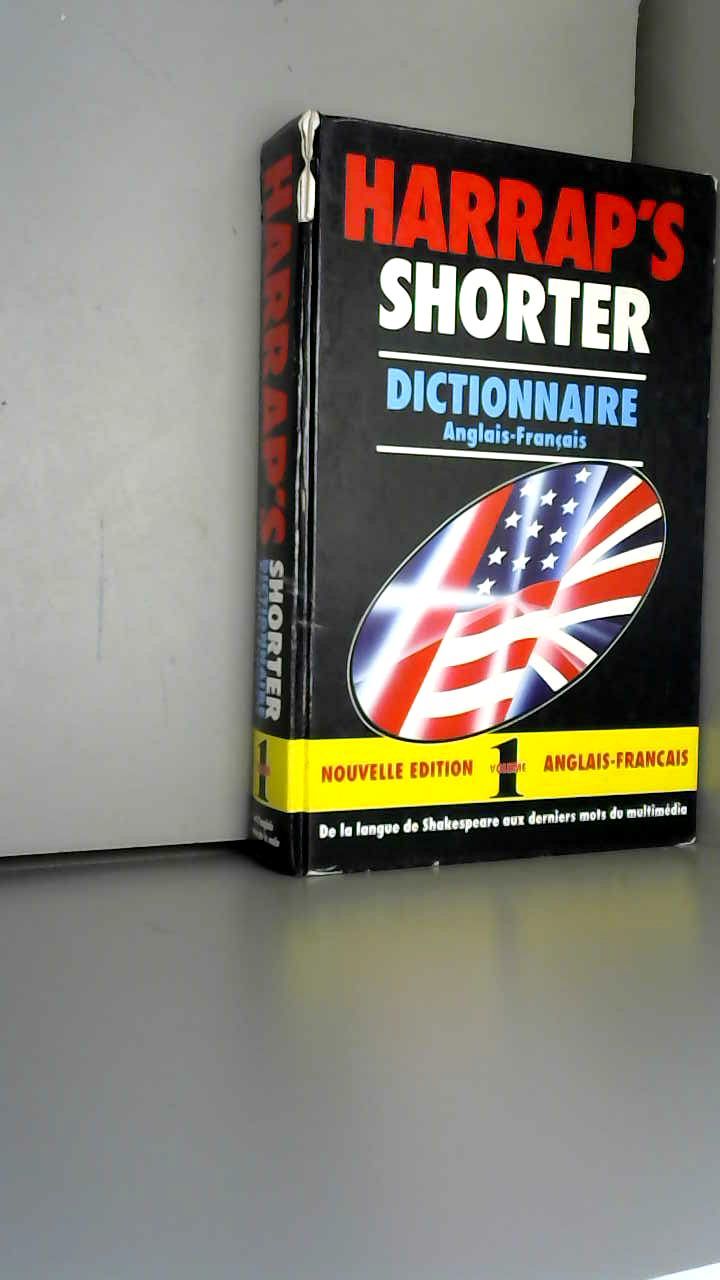 HARRAP'S
SHORTER
DICTIONNAIRE
Anglais-Français
NOUVELLE EDITION
VOLUME
1
ANGLAIS-FRANCAIS
De la langue de Shakespeare aux derniers mots du multimédia
HARRAP'S
SHORTER
DICTIONNAIRE
1